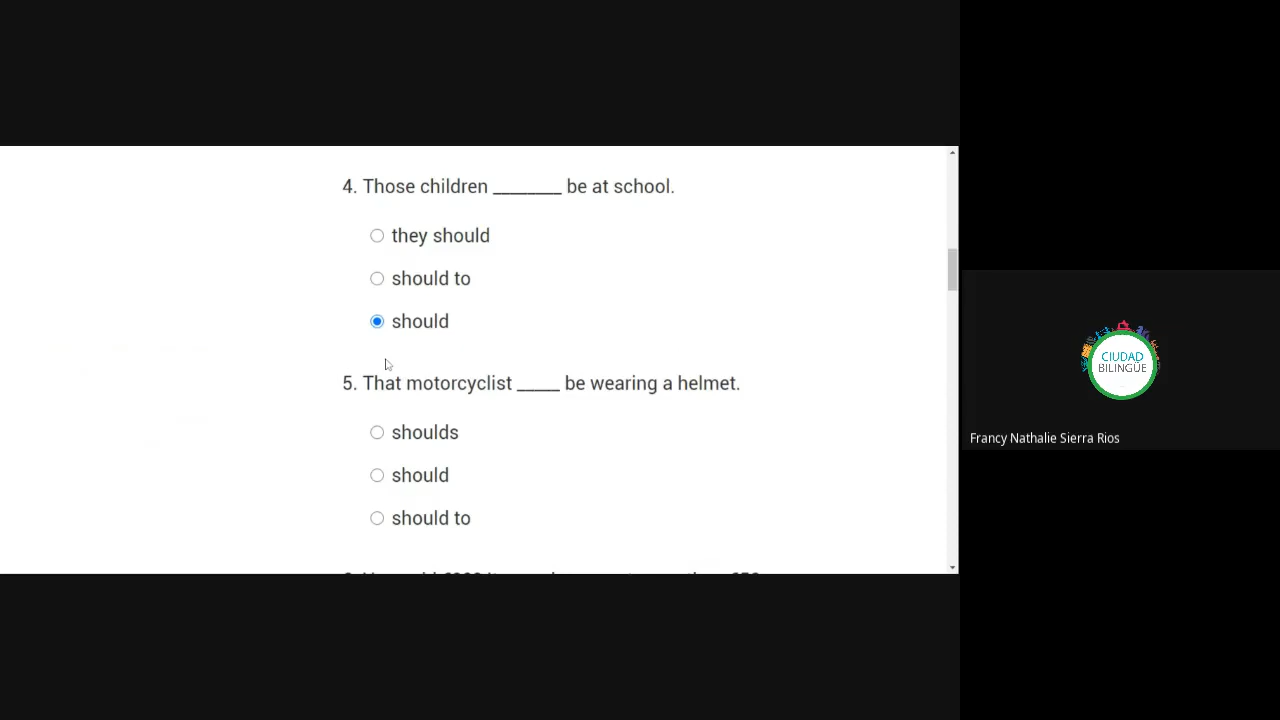 4. Those children ________ be at school.
they should
should to
should
5. That motorcyclist _____ be wearing a helmet.
shoulds
should
should to
CIUDAD
BILINGÜE
Francy Nathalie Sierra Rios